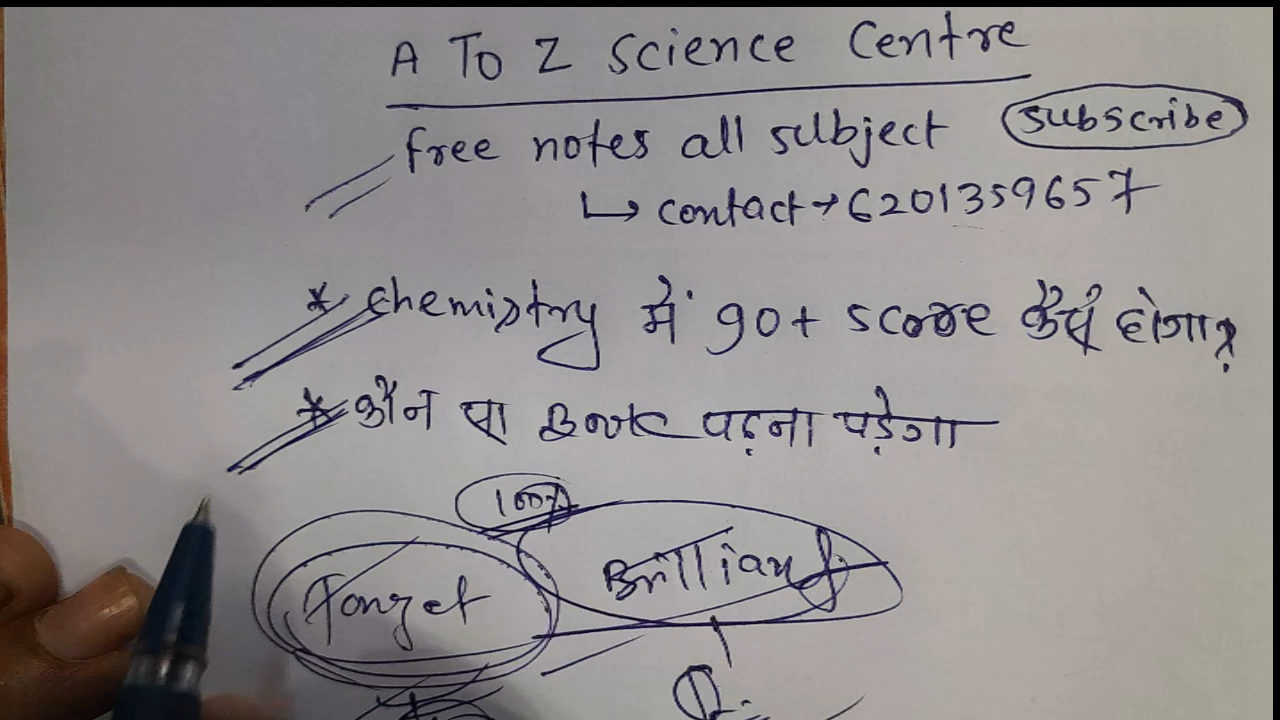 A TO Z Science Centre
free notes all subject subscribe
↳ contact → 6201359657
* Chemistry में 90+ score कैसे होगा?
* कौन सा Book पढ़ना पड़ेगा
100%
Target Brilliant